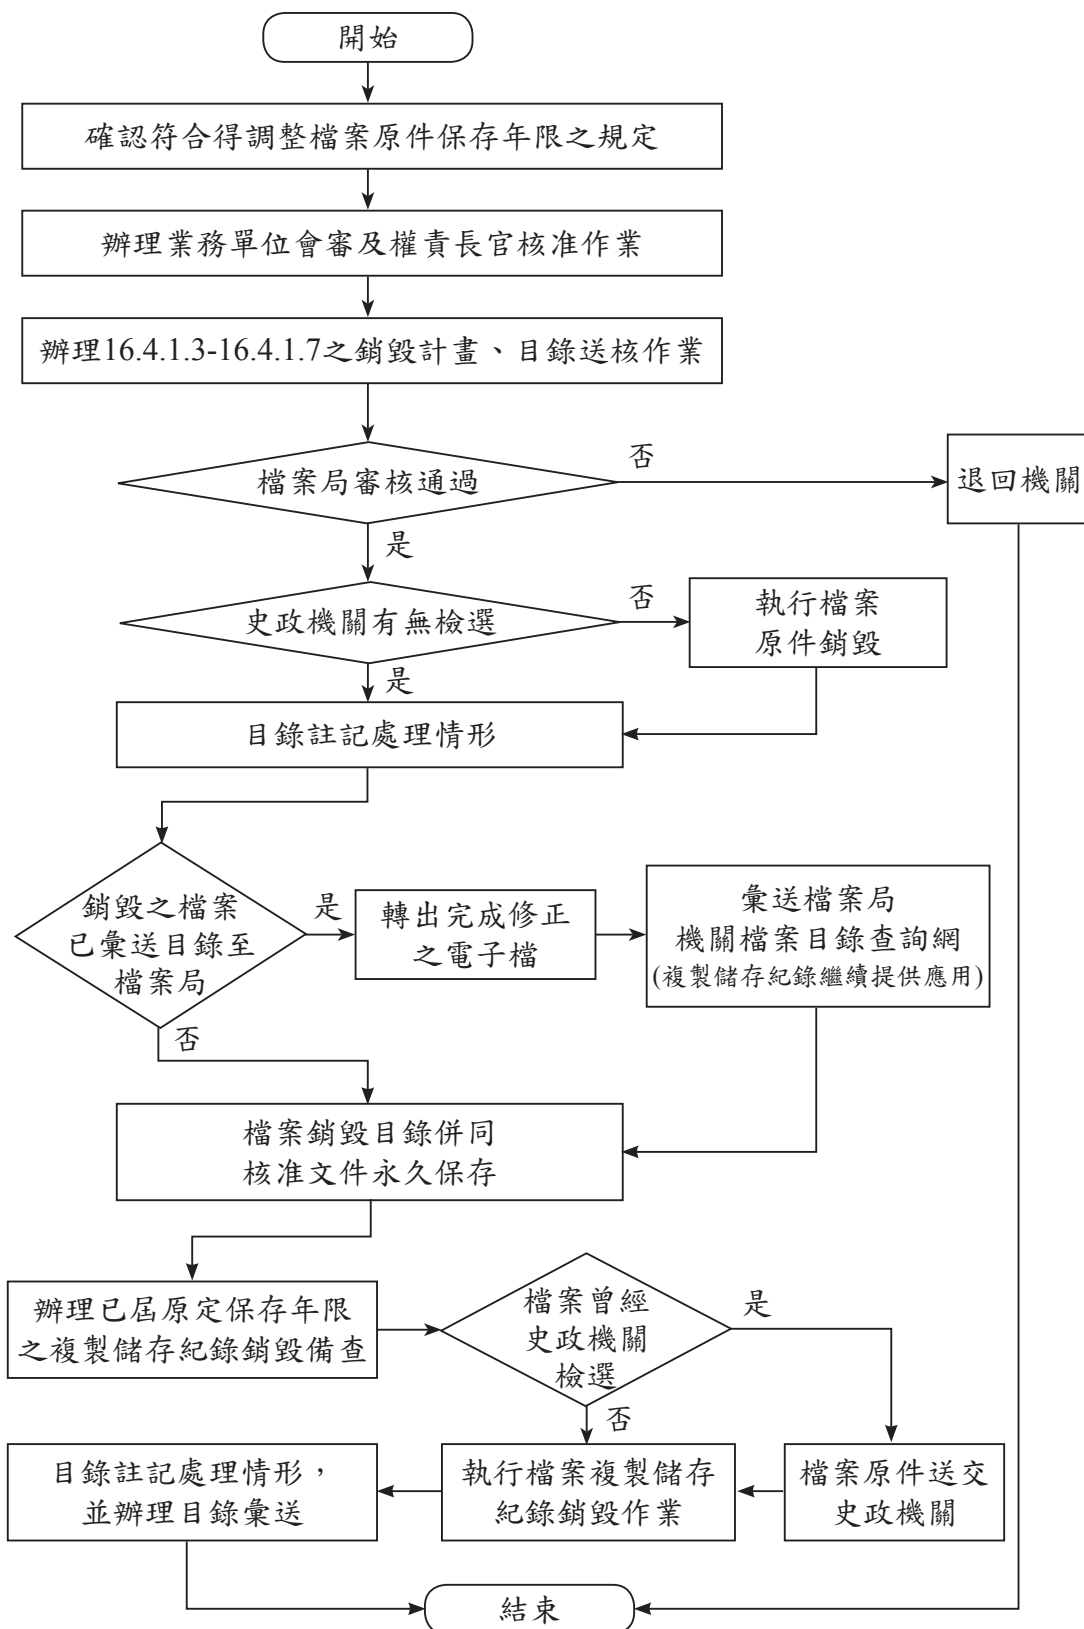 開始
確認符合得調整檔案原件保存年限之規定
辦理業務單位會審及權責長官核准作業
辦理16.4.1.3-16.4.1.7之銷毀計畫、目錄送核作業
檔案局審核通過
否
退回機關
是
史政機關有無檢選
否
執行檔案
原件銷毀
是
目錄註記處理情形
銷毀之檔案
已彙送目錄至
檔案局
是
轉出完成修正
之電子檔
彙送檔案局
機關檔案目錄查詢網
(複製儲存紀錄繼續提供應用)
否
檔案銷毀目錄併同
核准文件永久保存
辦理已屆原定保存年限
之複製儲存紀錄銷毀備查
檔案曾經
史政機關
檢選
是
否
目錄註記處理情形，
並辦理目錄彙送
執行檔案複製儲存
紀錄銷毀作業
檔案原件送交
史政機關
結束